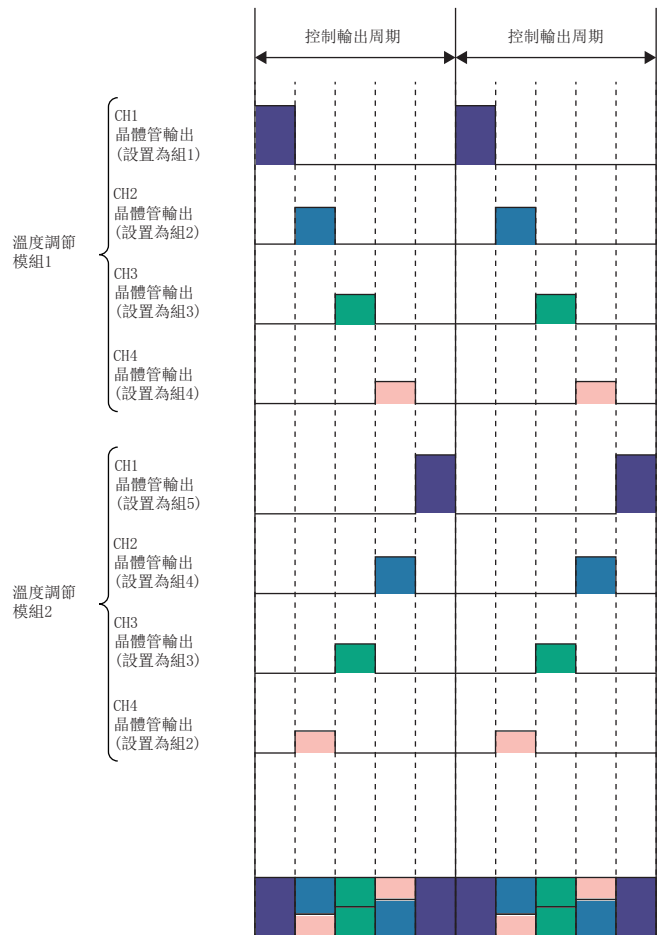 控制輸出周期
控制輸出周期
溫度調節
模組1
CH1
晶體管輸出
(設置為組1)
CH2
晶體管輸出
(設置為組2)
CH3
晶體管輸出
(設置為組3)
CH4
晶體管輸出
(設置為組4)
溫度調節
模組2
CH1
晶體管輸出
(設置為組5)
CH2
晶體管輸出
(設置為組4)
CH3
晶體管輸出
(設置為組3)
CH4
晶體管輸出
(設置為組2)